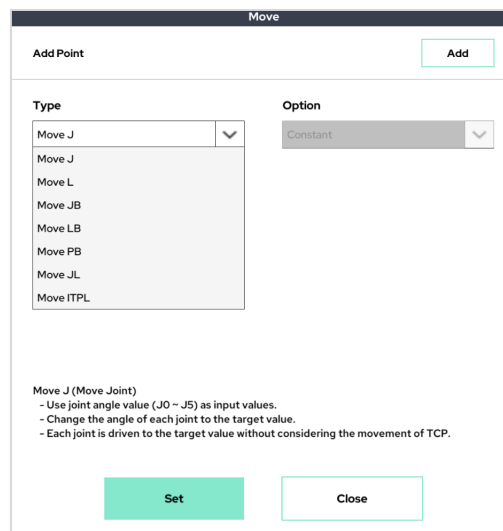 Move
Add Point
Add
Type
Option
Move J
Constant
Move J
Move L
Move JB
Move LB
Move PB
Move JL
Move ITPL
Move J (Move Joint)
- Use joint angle value (J0 ~ J5) as input values.
- Change the angle of each joint to the target value.
- Each joint is driven to the target value without considering the movement of TCP.
Set
Close